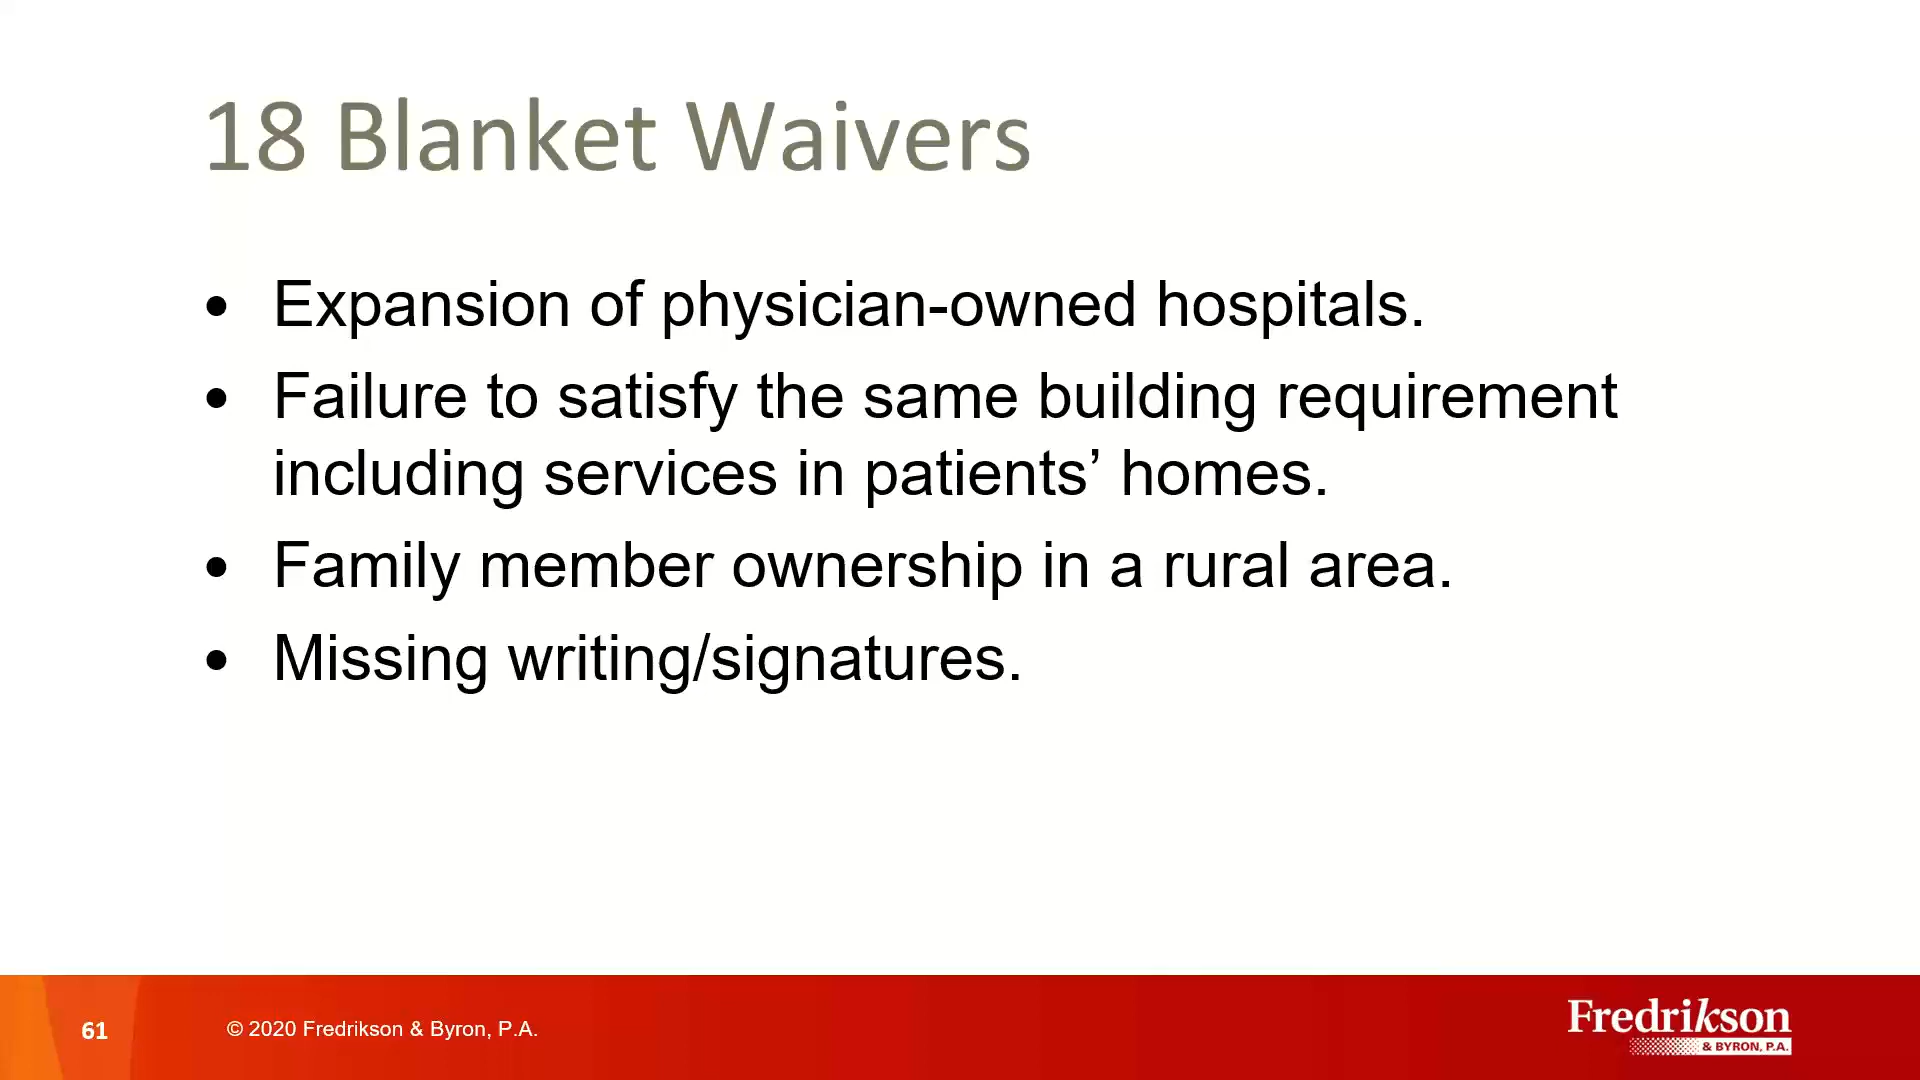 18 Blanket Waivers
• Expansion of physician-owned hospitals.
• Failure to satisfy the same building requirement
including services in patients’ homes.
• Family member ownership in a rural area.
• Missing writing/signatures.
61
© 2020 Fredrikson & Byron, P.A.
Fredrikson
& BYRON, P.A.